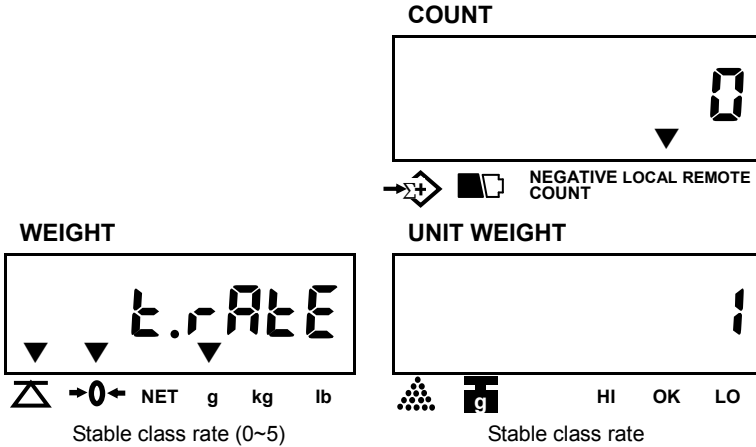 COUNT
0
NEGATIVE LOCAL REMOTE
COUNT
WEIGHT
t.rAtE
→0← NET g kg lb
Stable class rate (0~5)
UNIT WEIGHT
1
g HI OK LO
Stable class rate